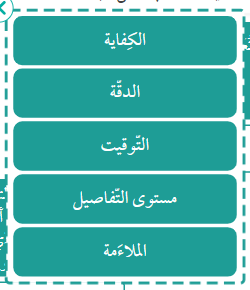 الكِفاية
الدقّة
التّوقيت
مستوى التّفاصيل
الملاءَمة